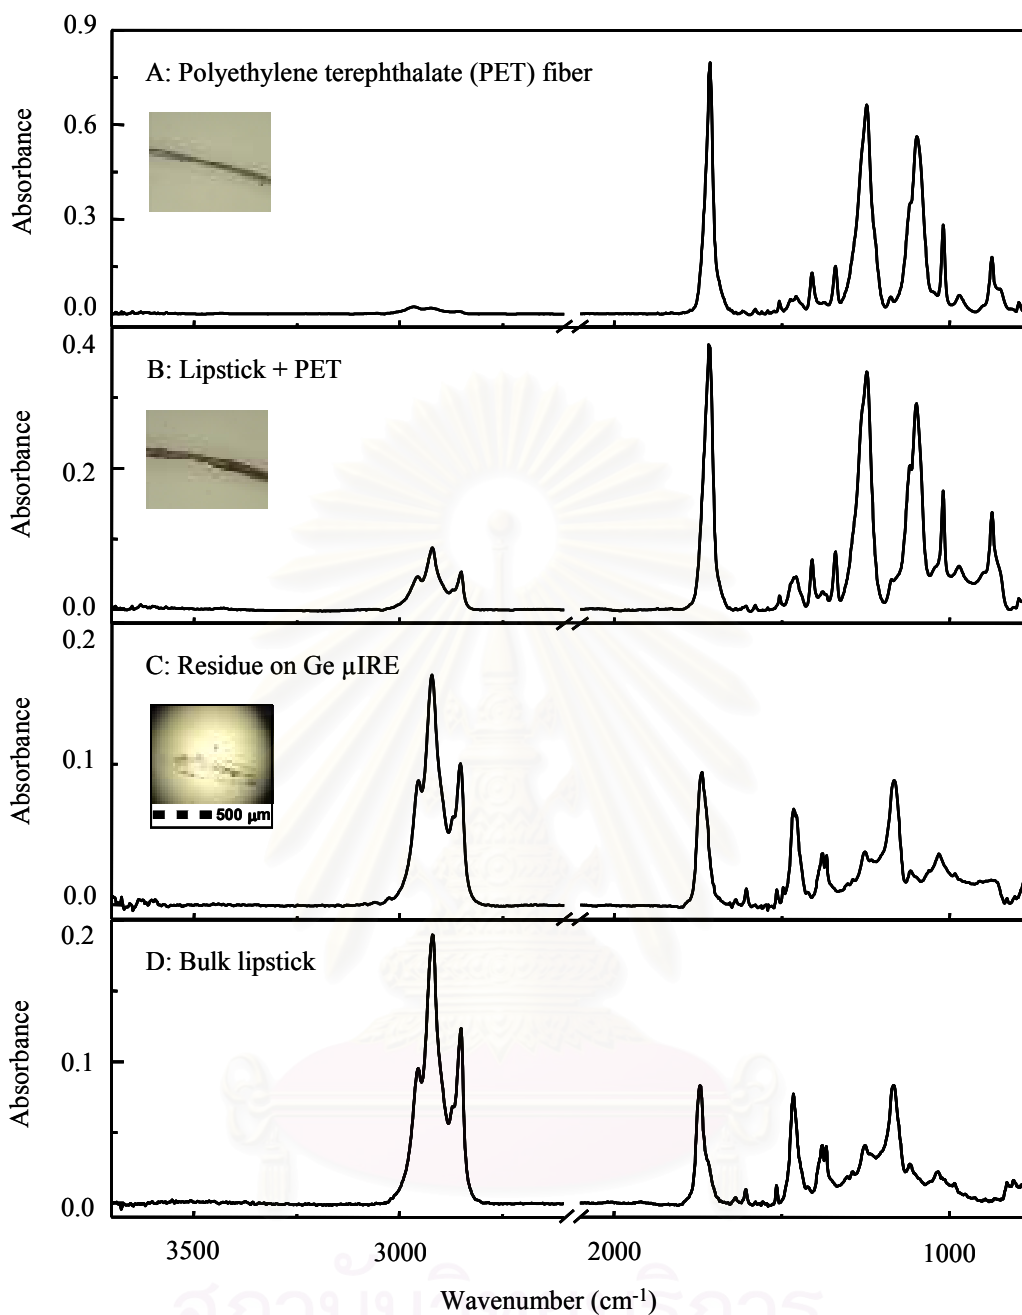 0.9
A: Polyethylene terephthalate (PET) fiber
0.6
Absorbance
0.3
0.0
0.4
B: Lipstick + PET
0.2
Absorbance
0.0
0.2
C: Residue on Ge µIRE
0.1
Absorbance
500 µm
0.0
0.2
D: Bulk lipstick
0.1
Absorbance
0.0
3500 3000 2000 1000
Wavenumber (cm-1)